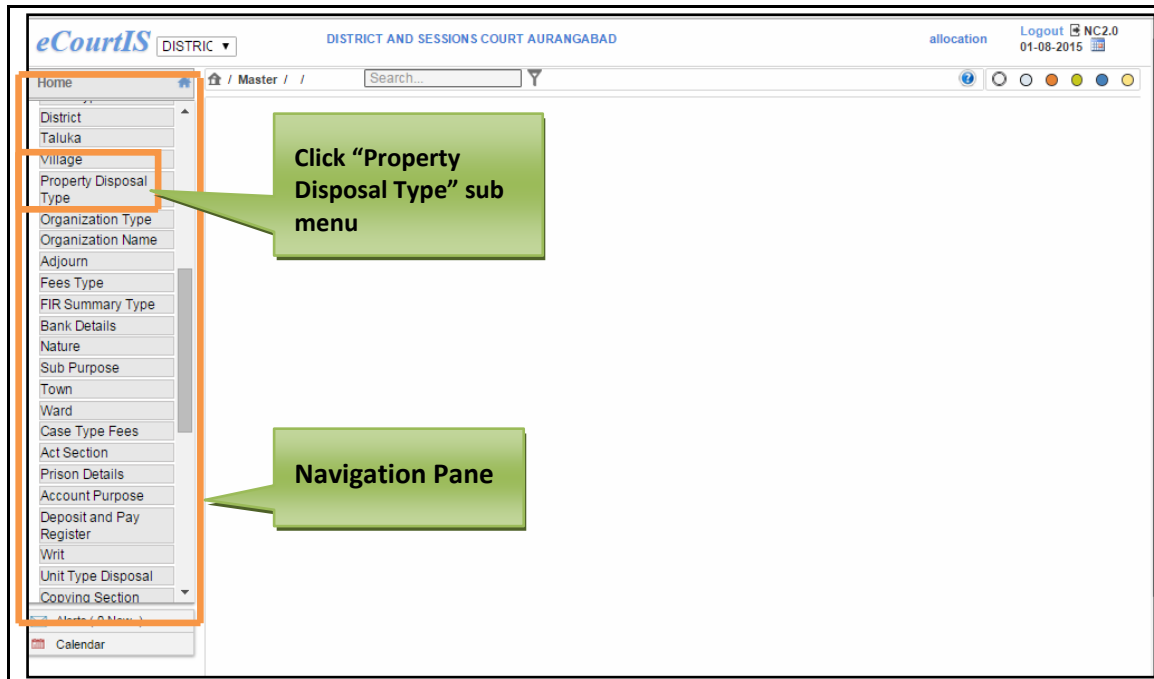 eCourtIS DISTRIC
DISTRICT AND SESSIONS COURT AURANGABAD
allocation
Logout NC2.0
01-08-2015
Home
/ Master / /
Search...
District
Taluka
Village
Property Disposal
Type
Organization Type
Organization Name
Adjourn
Fees Type
FIR Summary Type
Bank Details
Nature
Sub Purpose
Town
Ward
Case Type Fees
Act Section
Prison Details
Account Purpose
Deposit and Pay
Register
Writ
Unit Type Disposal
Copying Section
Calendar
Click “Property
Disposal Type” sub
menu
Navigation Pane